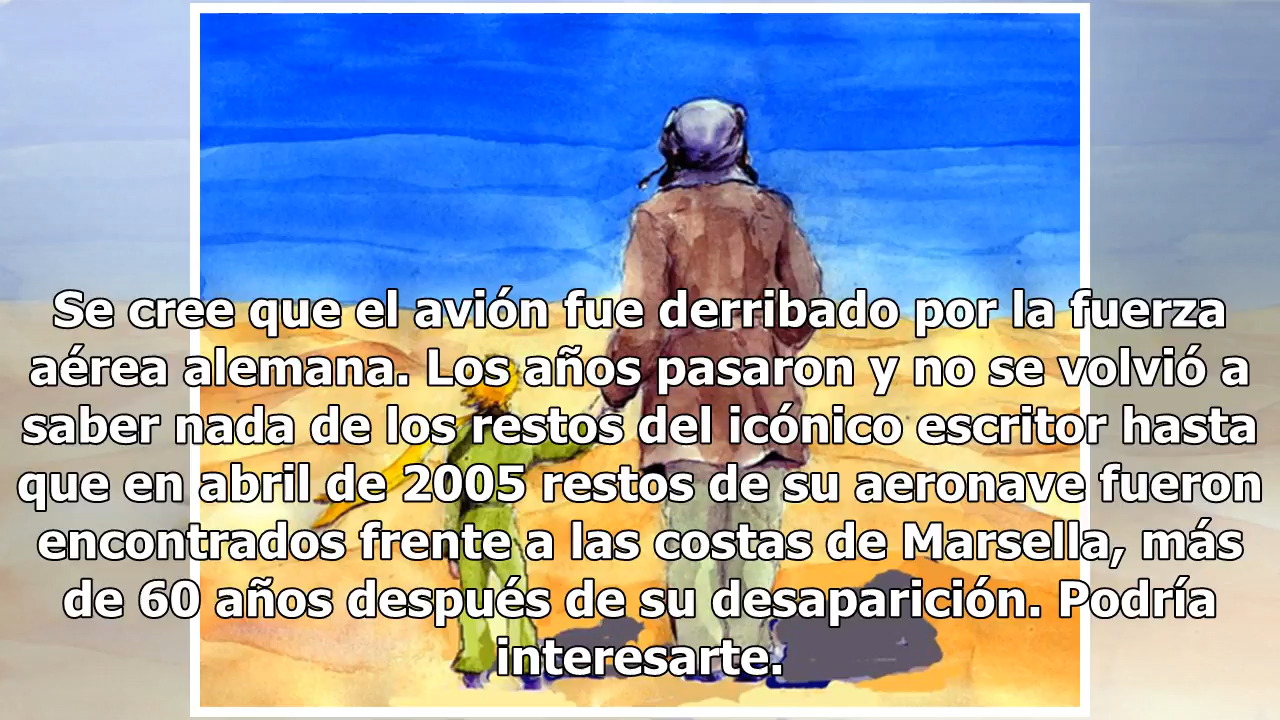 Se cree que el avión fue derribado por la fuerza
aérea alemana. Los años pasaron y no se volvió a
saber nada de los restos del icónico escritor hasta
que en abril de 2005 restos de su aeronave fueron
encontrados frente a las costas de Marsella, más
de 60 años después de su desaparición. Podría
interesarte.